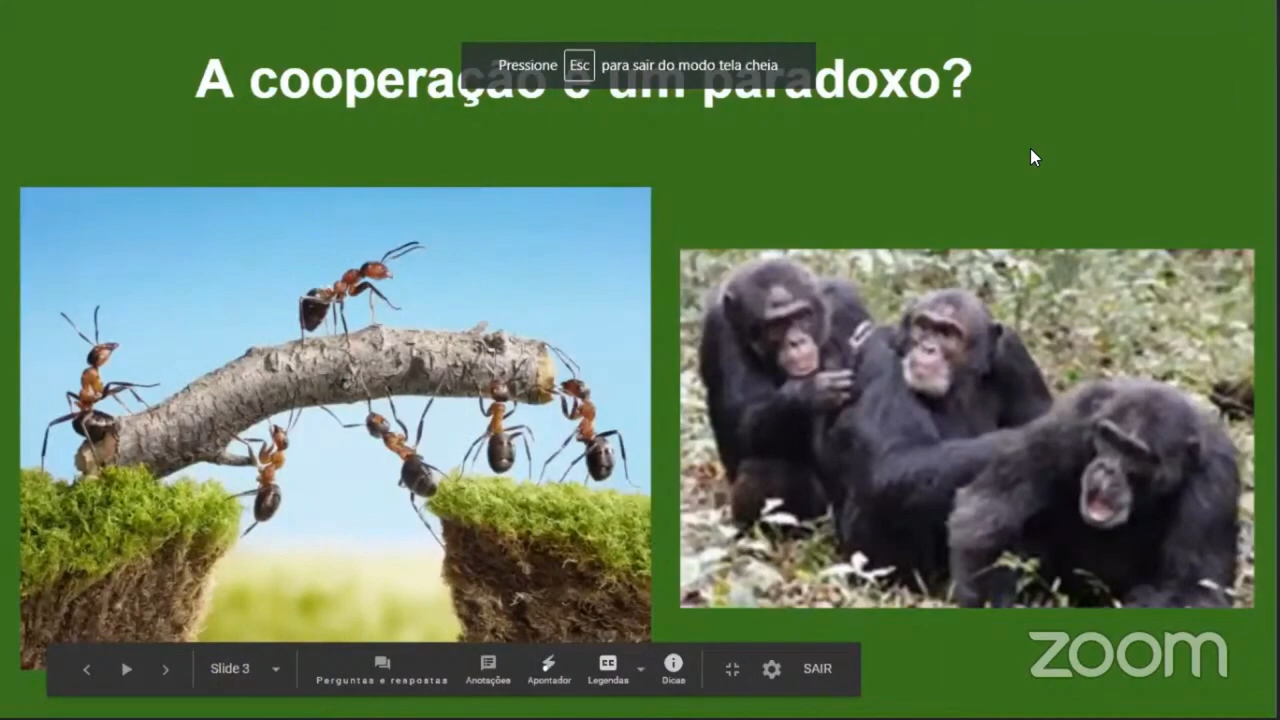 A cooperação é um paradoxo?
Pressione Esc para sair do modo tela cheia
zoom
Slide 3
Perguntas e respostas
Anotações
Apontador
CC
Legendas
Dicas
SAIR